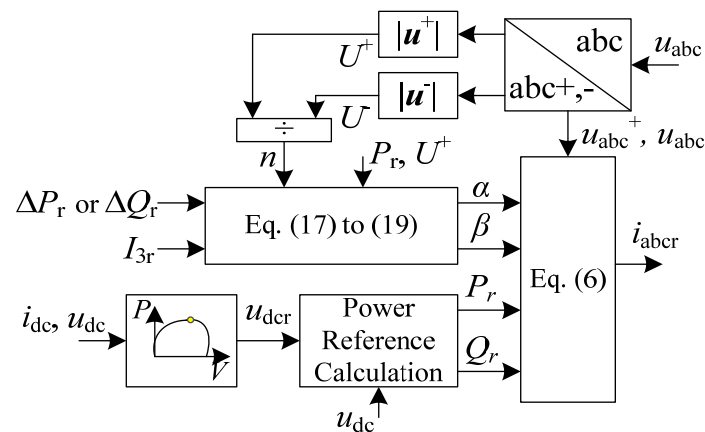 |u⁺|
abc
u_abc
U⁺
|u⁻|
abc+,-
U⁻
÷
u_abc⁺, u_abc
n
P_r, U⁺
ΔP_r or ΔQ_r
α
Eq. (17) to (19)
I_3r
β
i_abcr
Eq. (6)
P
V
i_dc, u_dc
u_dcr
Power
Reference
Calculation
P_r
Q_r
u_dc